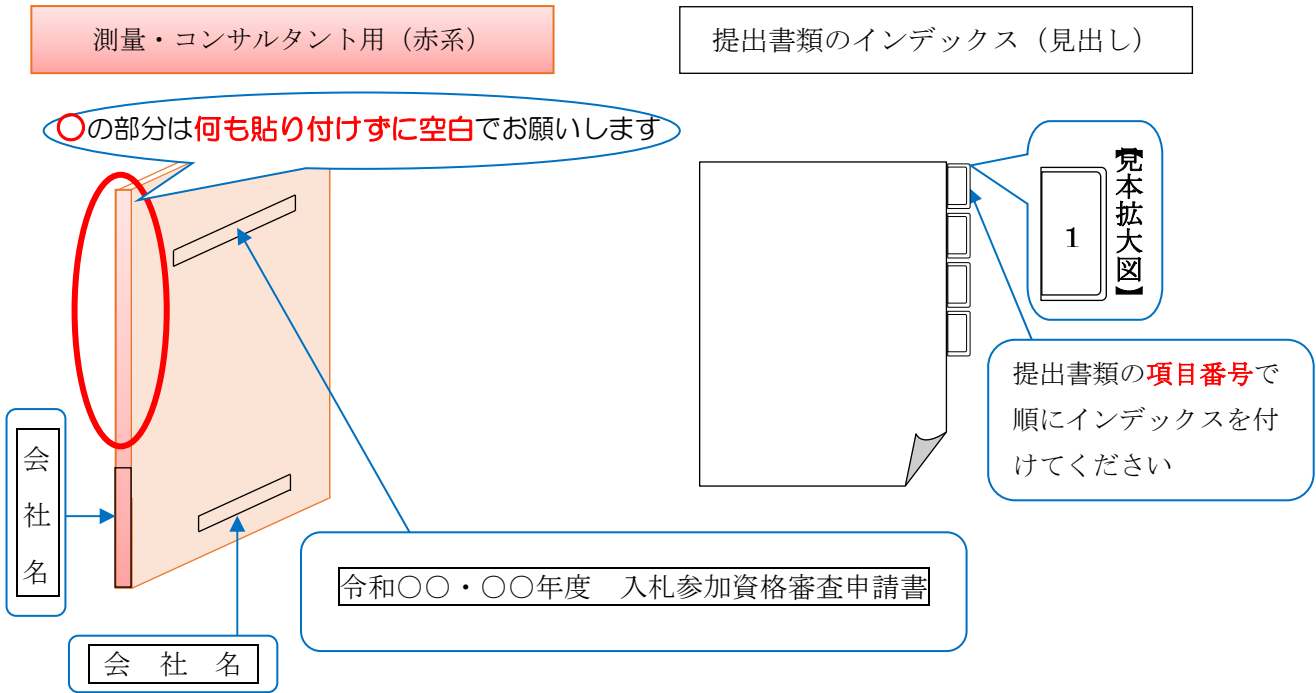 測量・コンサルタント用（赤系）
提出書類のインデックス（見出し）
〇の部分は何も貼り付けずに空白でお願いします
【見本拡大図】
1
提出書類の項目番号で
順にインデックスを付
けてください
会社名
令和〇〇・〇〇年度　入札参加資格審査申請書
会　社　名